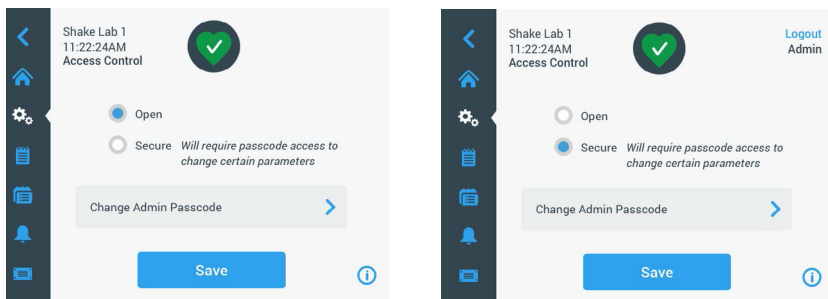 Shake Lab 1
11:22:24AM
Access Control
Open
Secure Will require passcode access to
change certain parameters
Change Admin Passcode
Save
Shake Lab 1
11:22:24AM
Access Control
Logout
Admin
Open
Secure Will require passcode access to
change certain parameters
Change Admin Passcode
Save